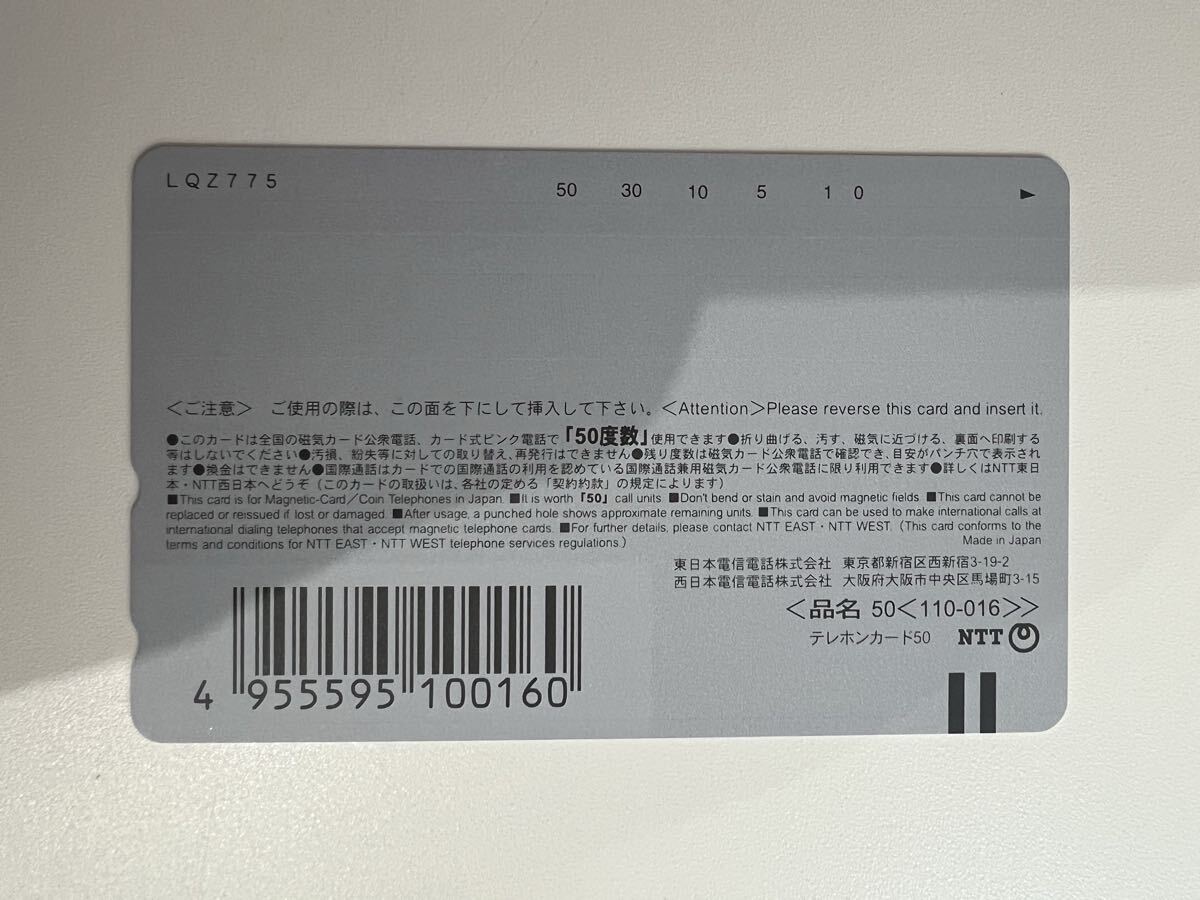 LQZ775
50 30 10 5 1 0 ►
＜ご注意＞ ご使用の際は、この面を下にして挿入して下さい。＜Attention＞Please reverse this card and insert it.
●このカードは全国の磁気カード公衆電話、カード式ピンク電話で「50度数」使用できます●折り曲げる、汚す、磁気に近づける、裏面へ印刷する
等はしないでください●汚損、紛失等に対しての取り替え、再発行はできません●残り度数は磁気カード公衆電話で確認でき、目安がパンチ穴で表示され
ます●換金はできません●国際通話はカードでの国際通話の利用を認めている国際通話兼用磁気カード公衆電話に限り利用できます●詳しくはNTT東日
本・NTT西日本へどうぞ（このカードの取扱いは、各社の定める「契約約款」の規定によります）
■This card is for Magnetic-Card／Coin Telephones in Japan. ■It is worth「50」call units. ■Don't bend or stain and avoid magnetic fields. ■This card cannot be
replaced or reissued if lost or damaged. ■After usage, a punched hole shows approximate remaining units. ■This card can be used to make international calls at
international dialing telephones that accept magnetic telephone cards. ■For further details, please contact NTT EAST・NTT WEST. (This card conforms to the
terms and conditions for NTT EAST・NTT WEST telephone services regulations.) Made in Japan
東日本電信電話株式会社 東京都新宿区西新宿3-19-2
西日本電信電話株式会社 大阪府大阪市中央区馬場町3-15
＜品名 50＜110-016＞＞
テレホンカード50 NTT
4 955595 100160